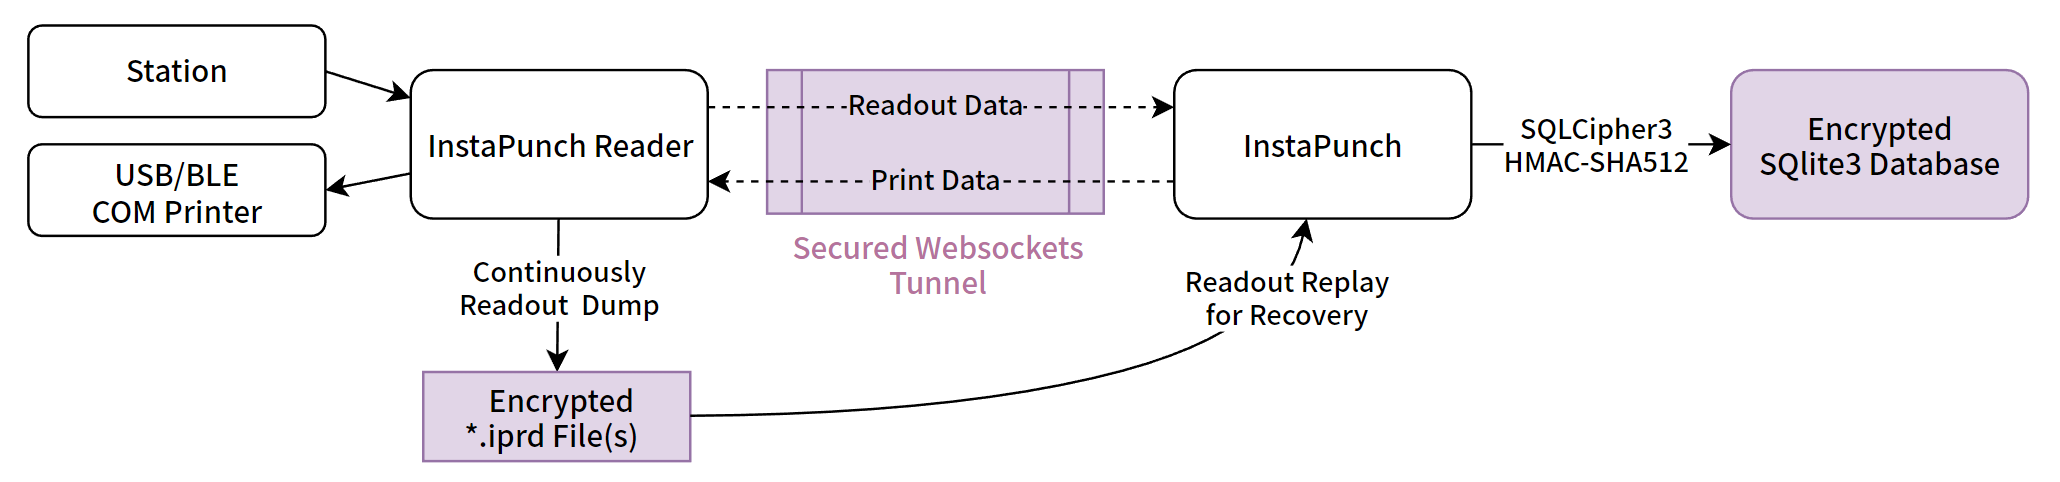 Station
USB/BLE
COM Printer
InstaPunch Reader
Readout Data
Print Data
Secured Websockets
Tunnel
InstaPunch
SQLCipher3
HMAC-SHA512
Encrypted
SQlite3 Database
Continuously
Readout  Dump
Readout Replay
for Recovery
Encrypted
*.iprd File(s)